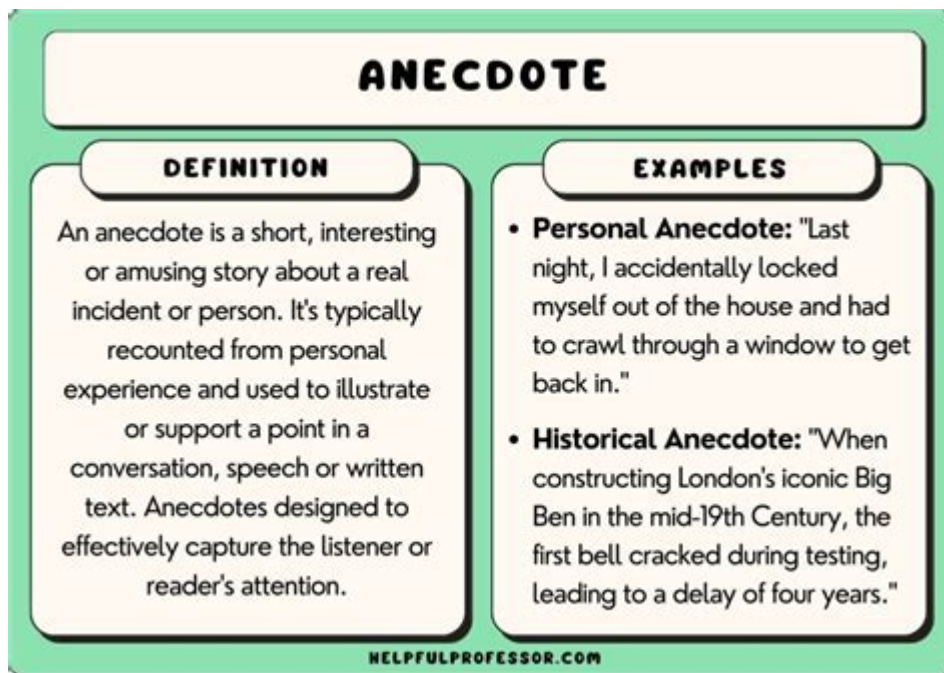 ANECDOTE
DEFINITION
An anecdote is a short, interesting
or amusing story about a real
incident or person. It's typically
recounted from personal
experience and used to illustrate
or support a point in a
conversation, speech or written
text. Anecdotes designed to
effectively capture the listener or
reader's attention.
EXAMPLES
• Personal Anecdote: "Last
night, I accidentally locked
myself out of the house and had
to crawl through a window to get
back in."
• Historical Anecdote: "When
constructing London's iconic Big
Ben in the mid-19th Century, the
first bell cracked during testing,
leading to a delay of four years."
HELPFULPROFESSOR.COM